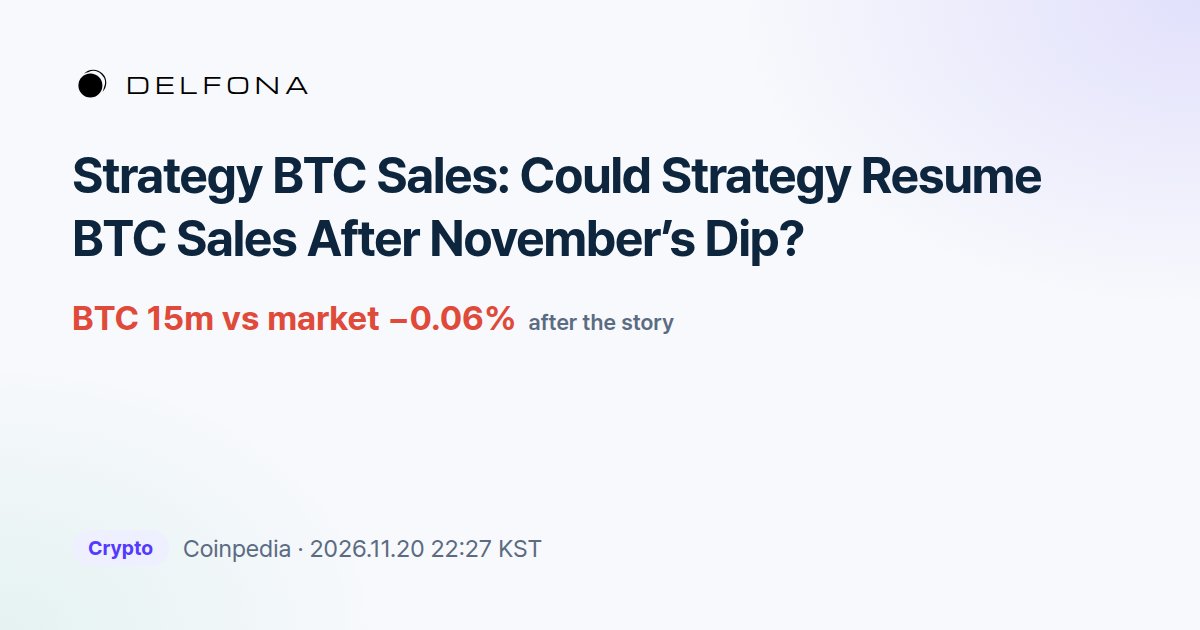 DELFONA
Strategy BTC Sales: Could Strategy Resume
BTC Sales After November’s Dip?
BTC 15m vs market −0.06% after the story
Crypto Coinpedia · 2026.11.20 22:27 KST